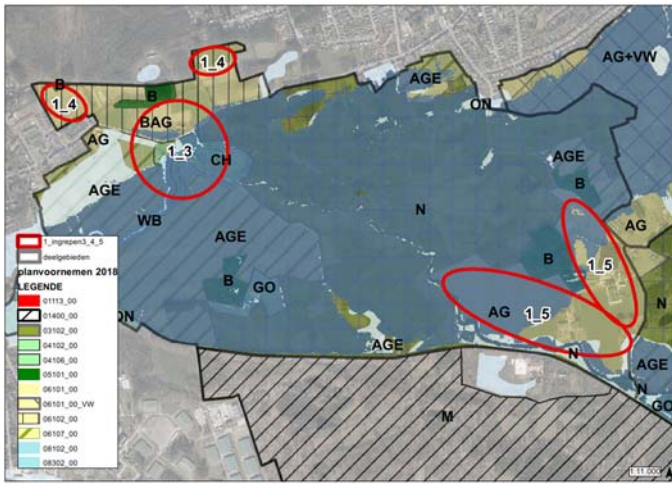 1_4
AGE
AG+VW
B
1_4
B
ON
BAG
AG
1_3
CH
AGE
AGE
B
N
WB
AGE
AG
B
1_5
B
GO
AG
1_5
N
ON
AGE
N
AGE
N
GO
M
1_ingrepen3_4_5
deelgebieden
planvoornemen 2018
LEGENDE
01113_00
01400_00
03102_00
04102_00
04106_00
05101_00
06101_00
06101_00_VW
06102_00
06107_00
08102_00
08302_00
1:11.000